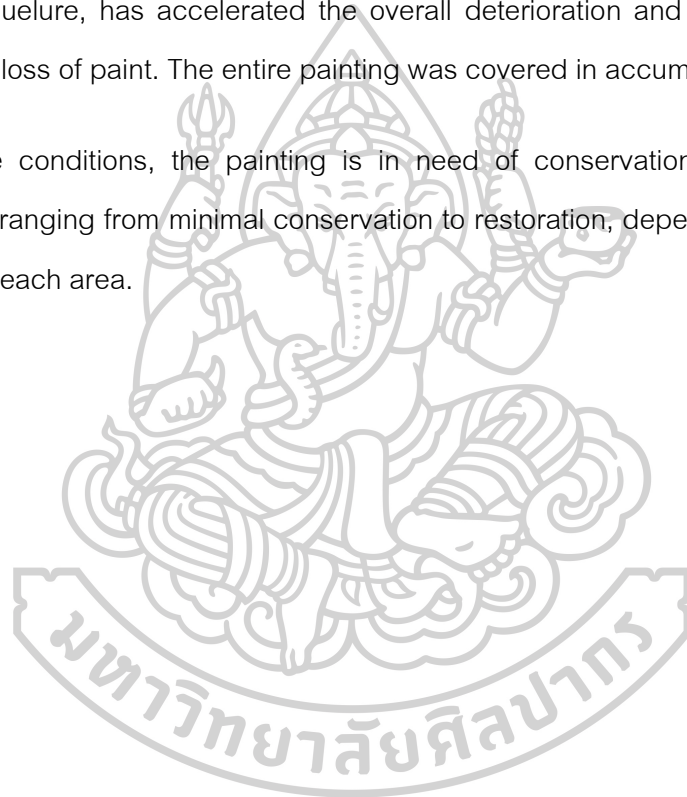 uelure, has accelerated the overall deterioration and
loss of paint. The entire painting was covered in accum
conditions, the painting is in need of conservation
ranging from minimal conservation to restoration, depe
each area.
มหาวิทยาลัยศิลปากร